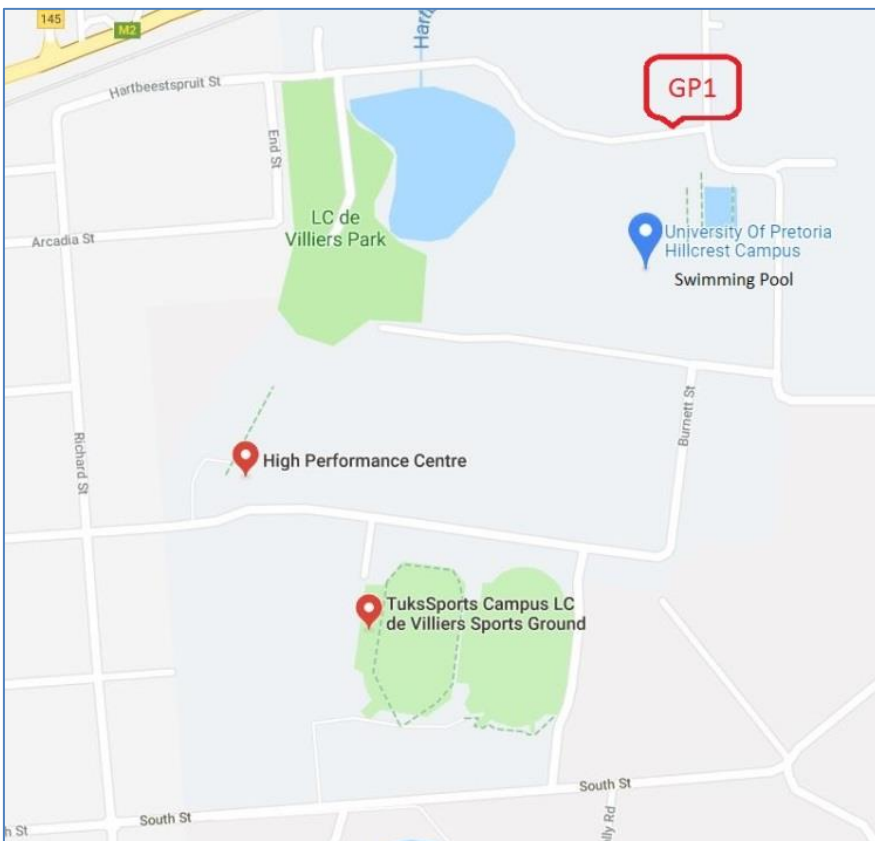 145
M2
Hartbeestspruit St
GP1
End St
LC de
Villiers Park
Arcadia St
University Of Pretoria
Hillcrest Campus
Swimming Pool
Burnett St
Richard St
High Performance Centre
TuksSports Campus LC
de Villiers Sports Ground
South St
South St
St